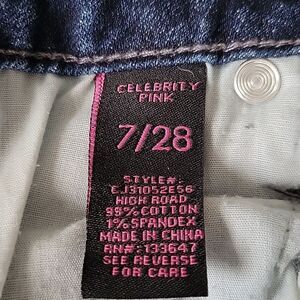 CELEBRITY
PINK
7/28
STYLE#:
CJ31052E56
HIGH ROAD
99% COTTON
1% SPANDEX
MADE IN CHINA
RN#: 133647
SEE REVERSE
FOR CARE